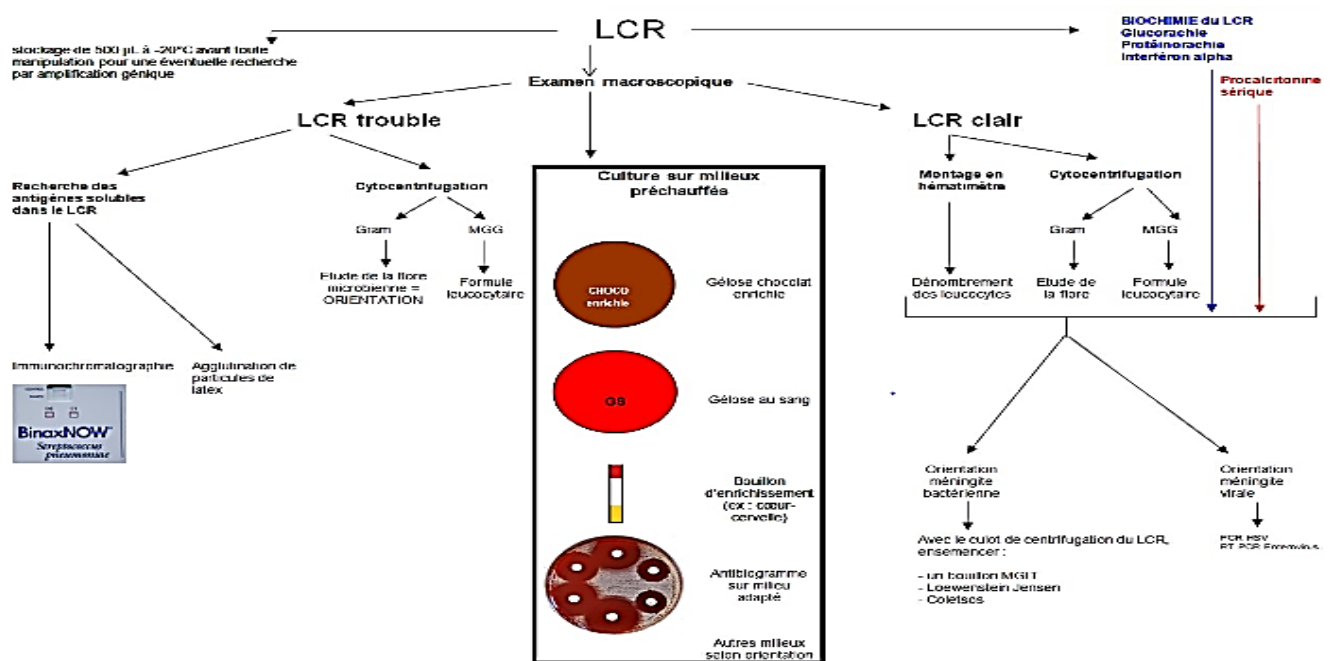 LCR
stockage de 500 µL à -20°C avant toute
manipulation pour une éventuelle recherche
par amplification génique
BIOCHIMIE du LCR
Glucorachie
Protéinorachie
Interféron alpha
Procalcitonine
sérique
Examen macroscopique
LCR trouble
LCR clair
Recherche des
antigènes solubles
dans le LCR
Cytocentrifugation
Gram
MGG
Etude de la flore
microbienne =
ORIENTATION
Formule
leucocytaire
Immunochromatographie
Agglutination de
particules de
latex
BinaxNOW™
Streptococcus
pneumoniae
Culture sur milieux
préchauffés
CHOCO
enrichie
Gélose chocolat
enrichie
GS
Gélose au sang
Bouillon
d'enrichissement
(ex : cœur-
cervelle)
Antibiogramme
sur milieu
adapté
Autres milieux
selon orientation
Montage en
hématimètre
Cytocentrifugation
Gram
MGG
Dénombrement
des leucocytes
Etude de
la flore
Formule
leucocytaire
Orientation
méningite
bactérienne
Orientation
méningite
virale
Avec le culot de centrifugation du LCR,
ensemencer :
- un bouillon MGIT
- Loewenstein Jensen
- Coletsos
PCR HSV
RT PCR Enterovirus